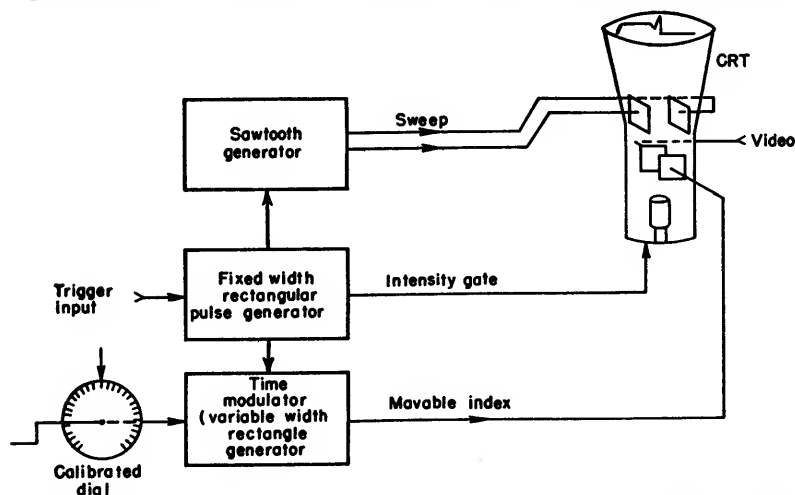 CRT
Sawtooth
generator
Sweep
Video
Trigger
input
Fixed width
rectangular
pulse generator
Intensity gate
Time
modulator
(variable width
rectangle
generator
Movable index
Calibrated
dial